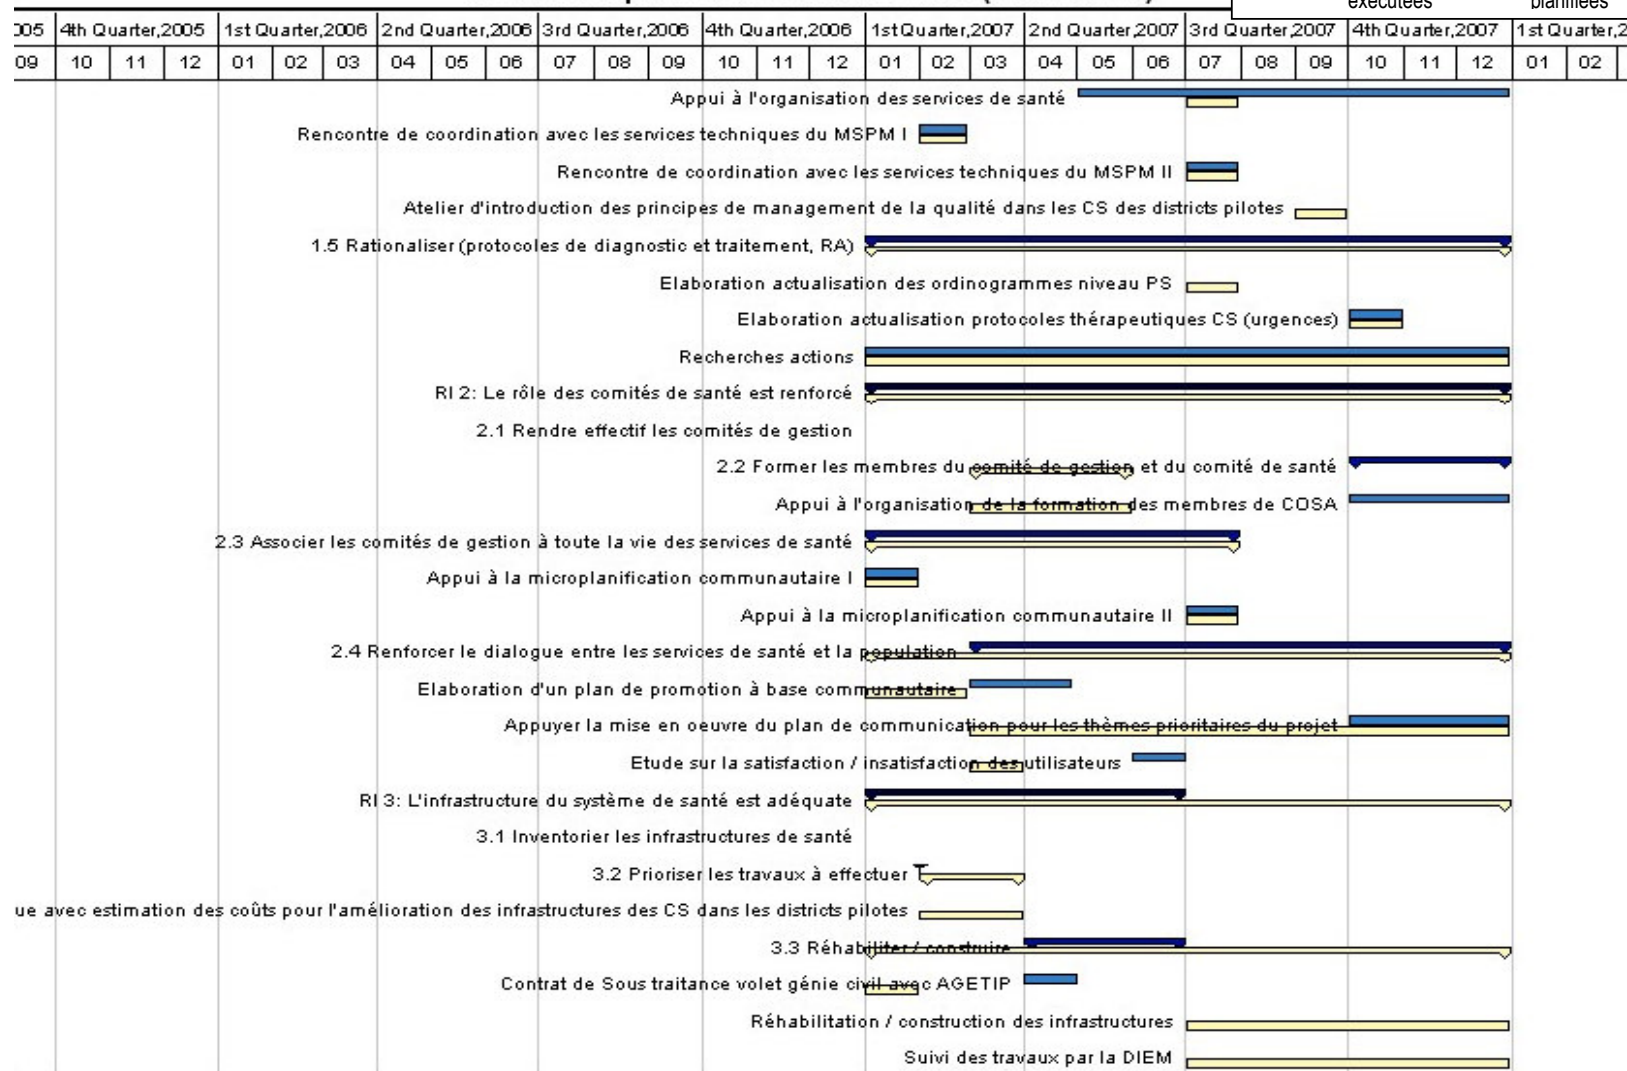 exécutées planifiées
005 4th Quarter,2005 1st Quarter,2006 2nd Quarter,2006 3rd Quarter,2006 4th Quarter,2006 1st Quarter,2007 2nd Quarter,2007 3rd Quarter,2007 4th Quarter,2007 1st Quarter,2
09 10 11 12 01 02 03 04 05 06 07 08 09 10 11 12 01 02 03 04 05 06 07 08 09 10 11 12 01 02
Appui à l'organisation des services de santé
Rencontre de coordination avec les services techniques du MSPM I
Rencontre de coordination avec les services techniques du MSPM II
Atelier d'introduction des principes de management de la qualité dans les CS des districts pilotes
1.5 Rationaliser (protocoles de diagnostic et traitement, RA)
Elaboration actualisation des ordinogrammes niveau PS
Elaboration actualisation protocoles thérapeutiques CS (urgences)
Recherches actions
RI 2: Le rôle des comités de santé est renforcé
2.1 Rendre effectif les comités de gestion
2.2 Former les membres du comité de gestion et du comité de santé
Appui à l'organisation de la formation des membres de COSA
2.3 Associer les comités de gestion à toute la vie des services de santé
Appui à la microplanification communautaire I
Appui à la microplanification communautaire II
2.4 Renforcer le dialogue entre les services de santé et la population
Elaboration d'un plan de promotion à base communautaire
Appuyer la mise en oeuvre du plan de communication pour les thèmes prioritaires du projet
Etude sur la satisfaction / insatisfaction des utilisateurs
RI 3: L'infrastructure du système de santé est adéquate
3.1 Inventorier les infrastructures de santé
3.2 Prioriser les travaux à effectuer
ue avec estimation des coûts pour l'amélioration des infrastructures des CS dans les districts pilotes
3.3 Réhabiliter / construire
Contrat de Sous traitance volet génie civil avec AGETIP
Réhabilitation / construction des infrastructures
Suivi des travaux par la DIEM